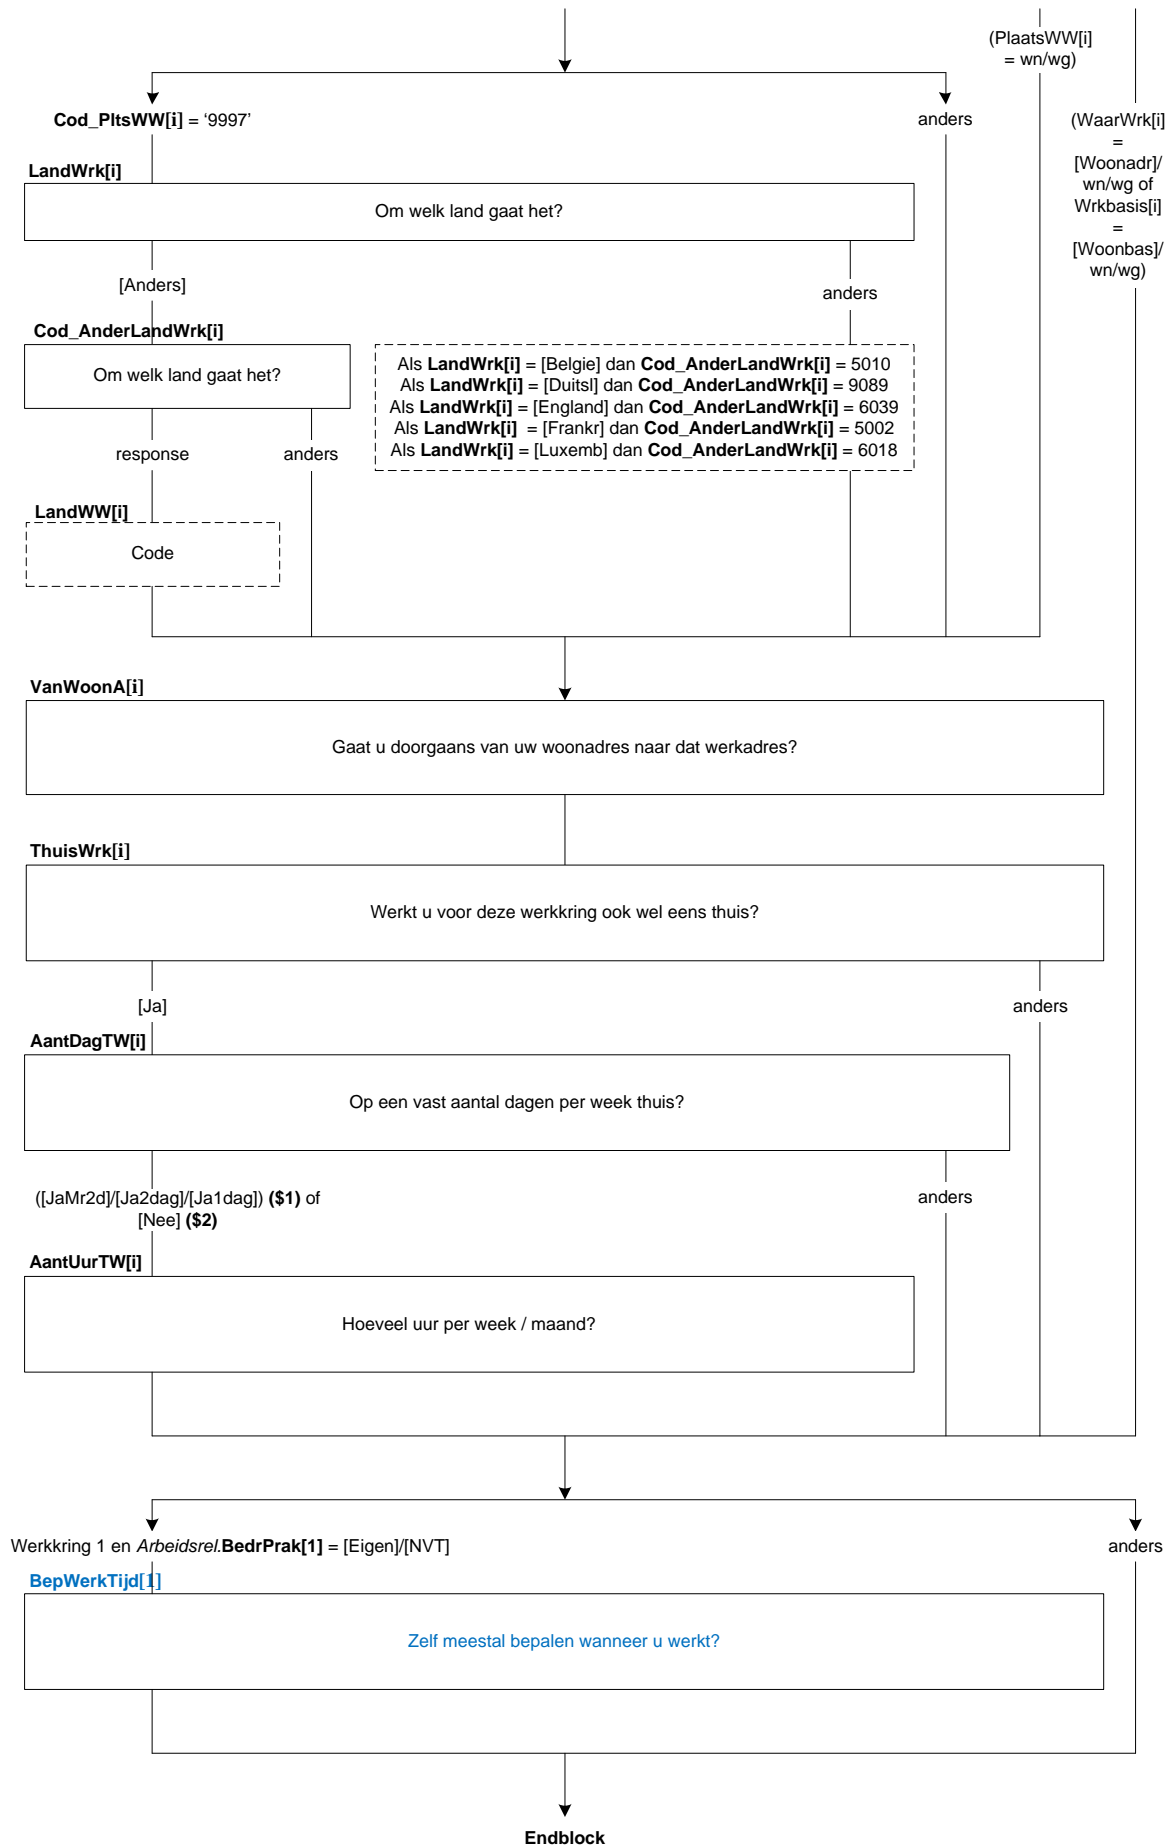 (PlaatsWW[i]
= wn/wg)
Cod_PltsWW[i] = ‘9997’
anders
(WaarWrk[i]
=
[Woonadr]/
wn/wg of
Wrkbasis[i]
=
[Woonbas]/
wn/wg)
LandWrk[i]
Om welk land gaat het?
[Anders]
anders
Cod_AnderLandWrk[i]
Om welk land gaat het?
Als LandWrk[i] = [Belgie] dan Cod_AnderLandWrk[i] = 5010
Als LandWrk[i] = [Duitsl] dan Cod_AnderLandWrk[i] = 9089
Als LandWrk[i] = [England] dan Cod_AnderLandWrk[i] = 6039
Als LandWrk[i] = [Frankr] dan Cod_AnderLandWrk[i] = 5002
Als LandWrk[i] = [Luxemb] dan Cod_AnderLandWrk[i] = 6018
response
anders
LandWW[i]
Code
VanWoonA[i]
Gaat u doorgaans van uw woonadres naar dat werkadres?
ThuisWrk[i]
Werkt u voor deze werkkring ook wel eens thuis?
[Ja]
anders
AantDagTW[i]
Op een vast aantal dagen per week thuis?
([JaMr2d]/[Ja2dag]/[Ja1dag]) ($1) of
[Nee] ($2)
anders
AantUurTW[i]
Hoeveel uur per week / maand?
Werkkring 1 en Arbeidsrel.BedrPrak[1] = [Eigen]/[NVT]
anders
BepWerkTijd[1]
Zelf meestal bepalen wanneer u werkt?
Endblock